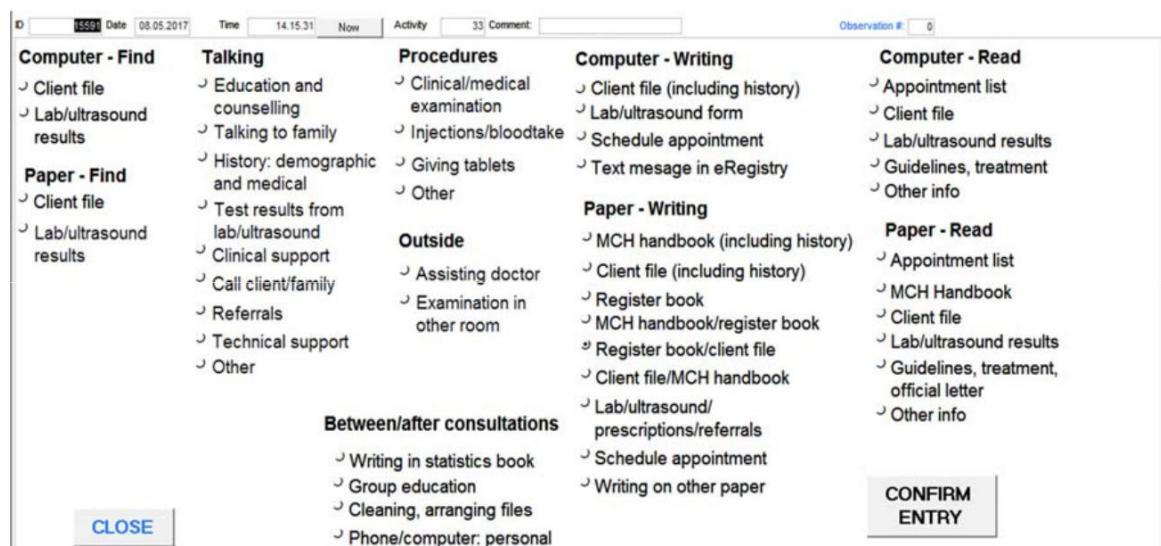 ID 15591 Date 08.05.2017 Time 14.15.31 Now Activity 33 Comment: Observation #: 0
Computer - Find
Client file
Lab/ultrasound
results
Paper - Find
Client file
Lab/ultrasound
results
Talking
Education and
counselling
Talking to family
History: demographic
and medical
Test results from
lab/ultrasound
Clinical support
Call client/family
Referrals
Technical support
Other
Procedures
Clinical/medical
examination
Injections/bloodtake
Giving tablets
Other
Outside
Assisting doctor
Examination in
other room
Between/after consultations
Writing in statistics book
Group education
Cleaning, arranging files
Phone/computer: personal
Computer - Writing
Client file (including history)
Lab/ultrasound form
Schedule appointment
Text mesage in eRegistry
Paper - Writing
MCH handbook (including history)
Client file (including history)
Register book
MCH handbook/register book
Register book/client file
Client file/MCH handbook
Lab/ultrasound/
prescriptions/referrals
Schedule appointment
Writing on other paper
Computer - Read
Appointment list
Client file
Lab/ultrasound results
Guidelines, treatment
Other info
Paper - Read
Appointment list
MCH Handbook
Client file
Lab/ultrasound results
Guidelines, treatment,
official letter
Other info
CLOSE
CONFIRM
ENTRY